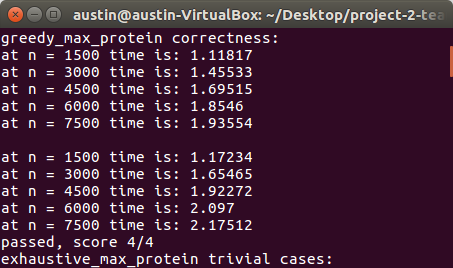 austin@austin-VirtualBox: ~/Desktop/project-2-tea
greedy_max_protein correctness:
at n = 1500 time is: 1.11817
at n = 3000 time is: 1.45533
at n = 4500 time is: 1.69515
at n = 6000 time is: 1.8546
at n = 7500 time is: 1.93554
at n = 1500 time is: 1.17234
at n = 3000 time is: 1.65465
at n = 4500 time is: 1.92272
at n = 6000 time is: 2.097
at n = 7500 time is: 2.17512
passed, score 4/4
exhaustive_max_protein trivial cases: